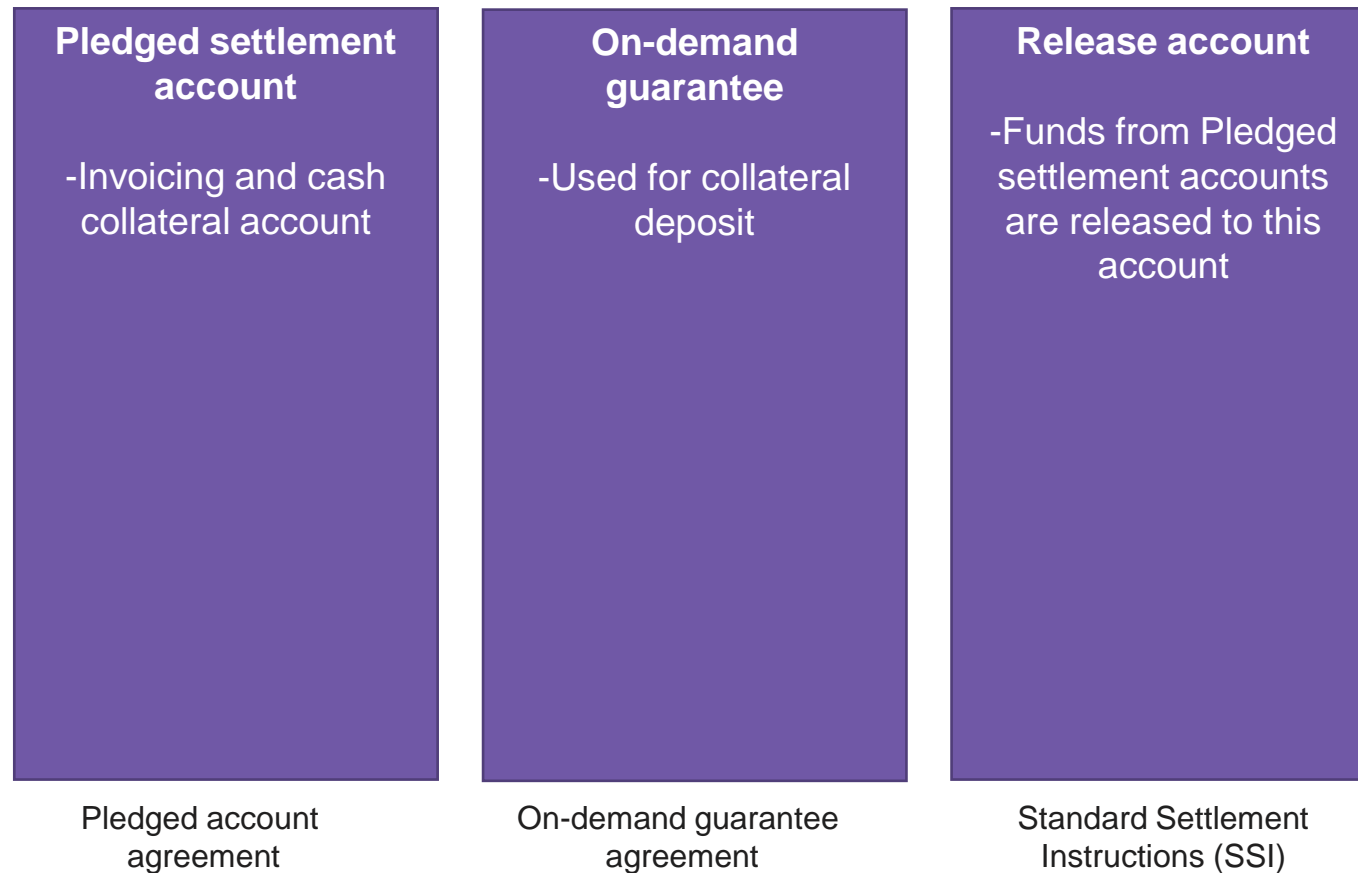 Pledged settlement
account
-Invoicing and cash
collateral account
On-demand
guarantee
-Used for collateral
deposit
Release account
-Funds from Pledged
settlement accounts
are released to this
account
Pledged account
agreement
On-demand guarantee
agreement
Standard Settlement
Instructions (SSI)